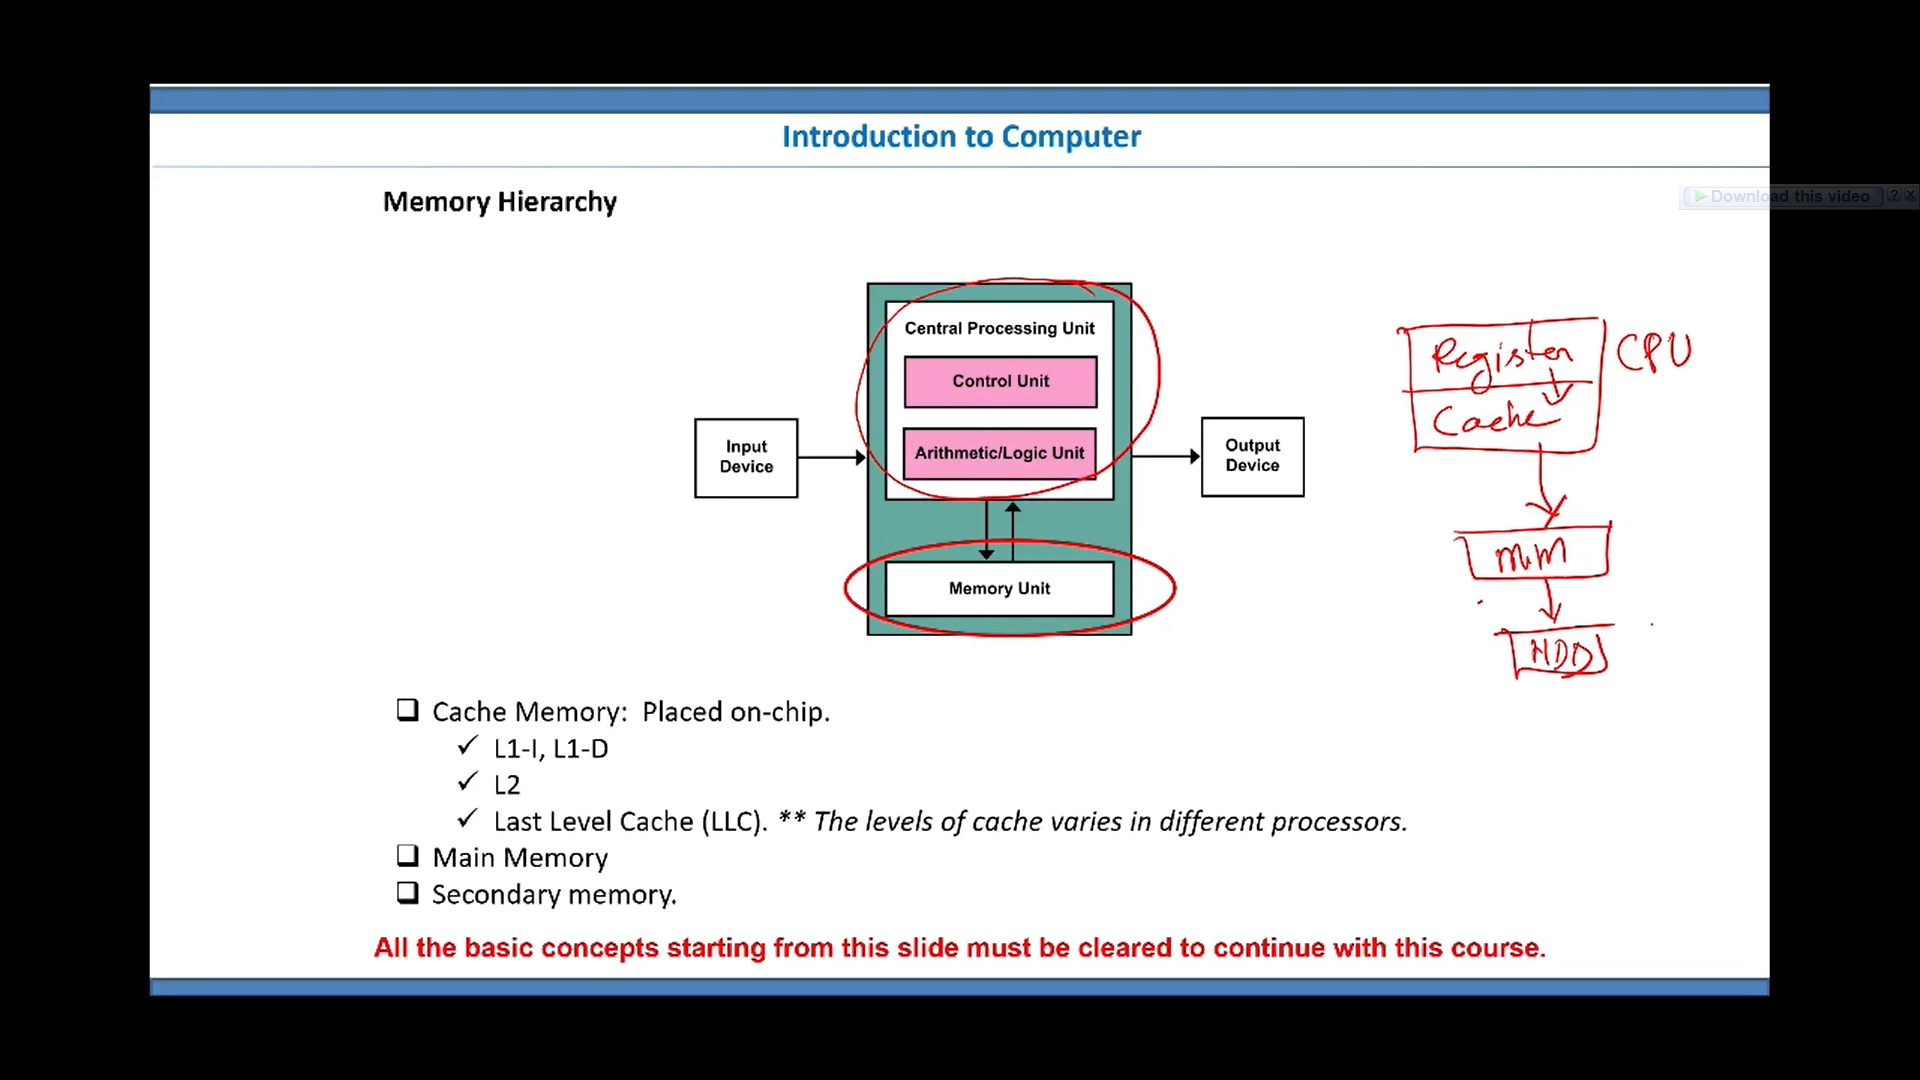 Introduction to Computer
Memory Hierarchy
Download this video ? X
Central Processing Unit
Control Unit
Arithmetic/Logic Unit
Input
Device
Output
Device
Memory Unit
Register
CPU
Cache
MM
HDD
Cache Memory: Placed on-chip.
L1-I, L1-D
L2
Last Level Cache (LLC). ** The levels of cache varies in different processors.
Main Memory
Secondary memory.
All the basic concepts starting from this slide must be cleared to continue with this course.